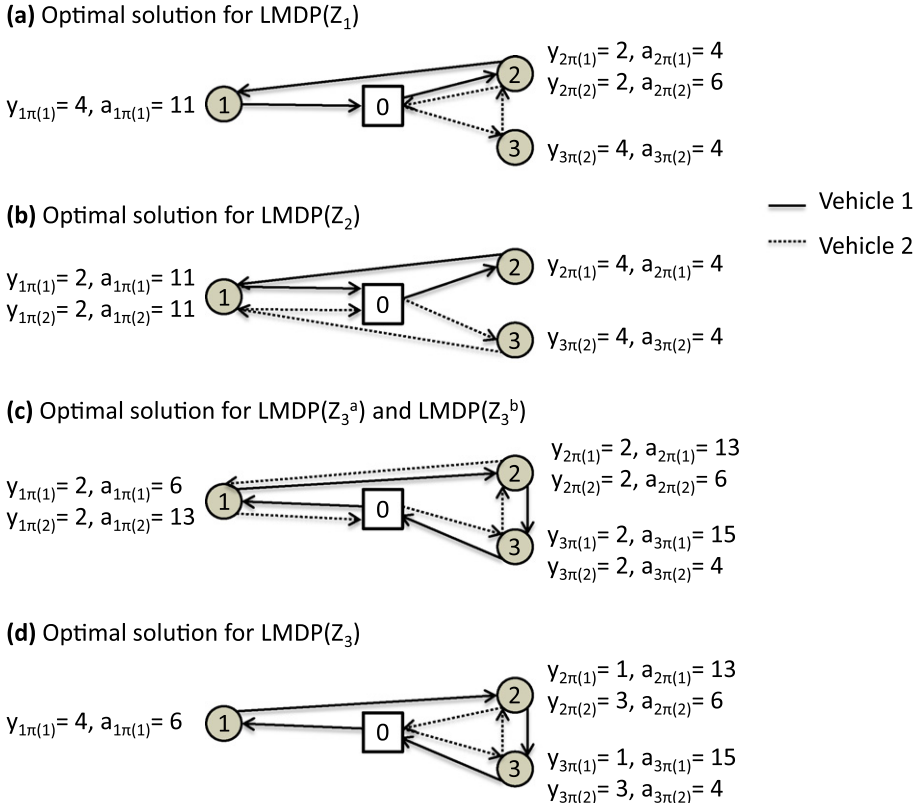 (a) Optimal solution for LMDP(Z₁)
y₁π(1)= 4, a₁π(1)= 11
1
0
2
3
y₂π(1)= 2, a₂π(1)= 4
y₂π(2)= 2, a₂π(2)= 6
y₃π(2)= 4, a₃π(2)= 4
Vehicle 1
Vehicle 2
(b) Optimal solution for LMDP(Z₂)
y₁π(1)= 2, a₁π(1)= 11
y₁π(2)= 2, a₁π(2)= 11
1
0
2
3
y₂π(1)= 4, a₂π(1)= 4
y₃π(2)= 4, a₃π(2)= 4
(c) Optimal solution for LMDP(Z₃ᵃ) and LMDP(Z₃ᵇ)
y₁π(1)= 2, a₁π(1)= 6
y₁π(2)= 2, a₁π(2)= 13
1
0
2
3
y₂π(1)= 2, a₂π(1)= 13
y₂π(2)= 2, a₂π(2)= 6
y₃π(1)= 2, a₃π(1)= 15
y₃π(2)= 2, a₃π(2)= 4
(d) Optimal solution for LMDP(Z₃)
y₁π(1)= 4, a₁π(1)= 6
1
0
2
3
y₂π(1)= 1, a₂π(1)= 13
y₂π(2)= 3, a₂π(2)= 6
y₃π(1)= 1, a₃π(1)= 15
y₃π(2)= 3, a₃π(2)= 4